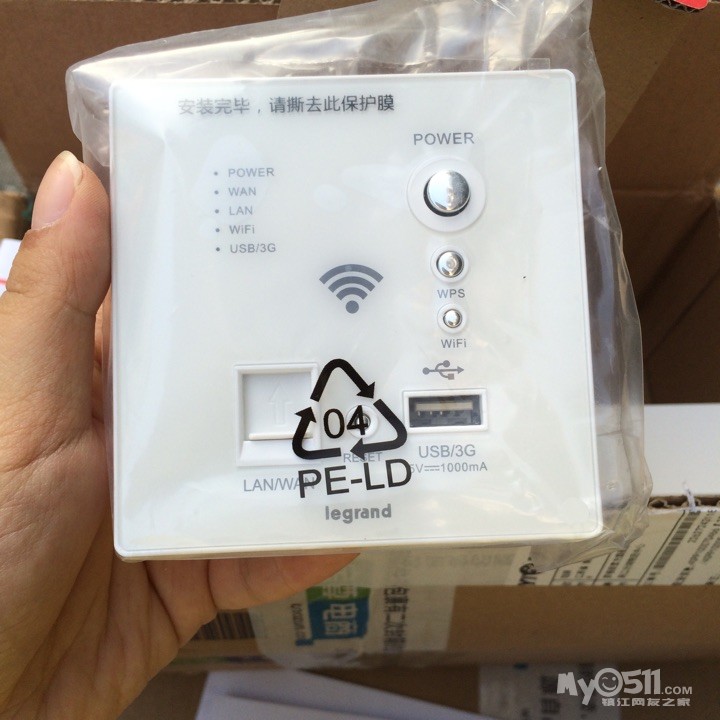 安装完毕，请撕去此保护膜
POWER
• POWER
• WAN
• LAN
• WiFi
• USB/3G
WPS
WiFi
04
RESET
USB/3G
5V⎓1000mA
LAN/WAN
PE-LD
legrand
电商
My0511.COM
镇江网友之家